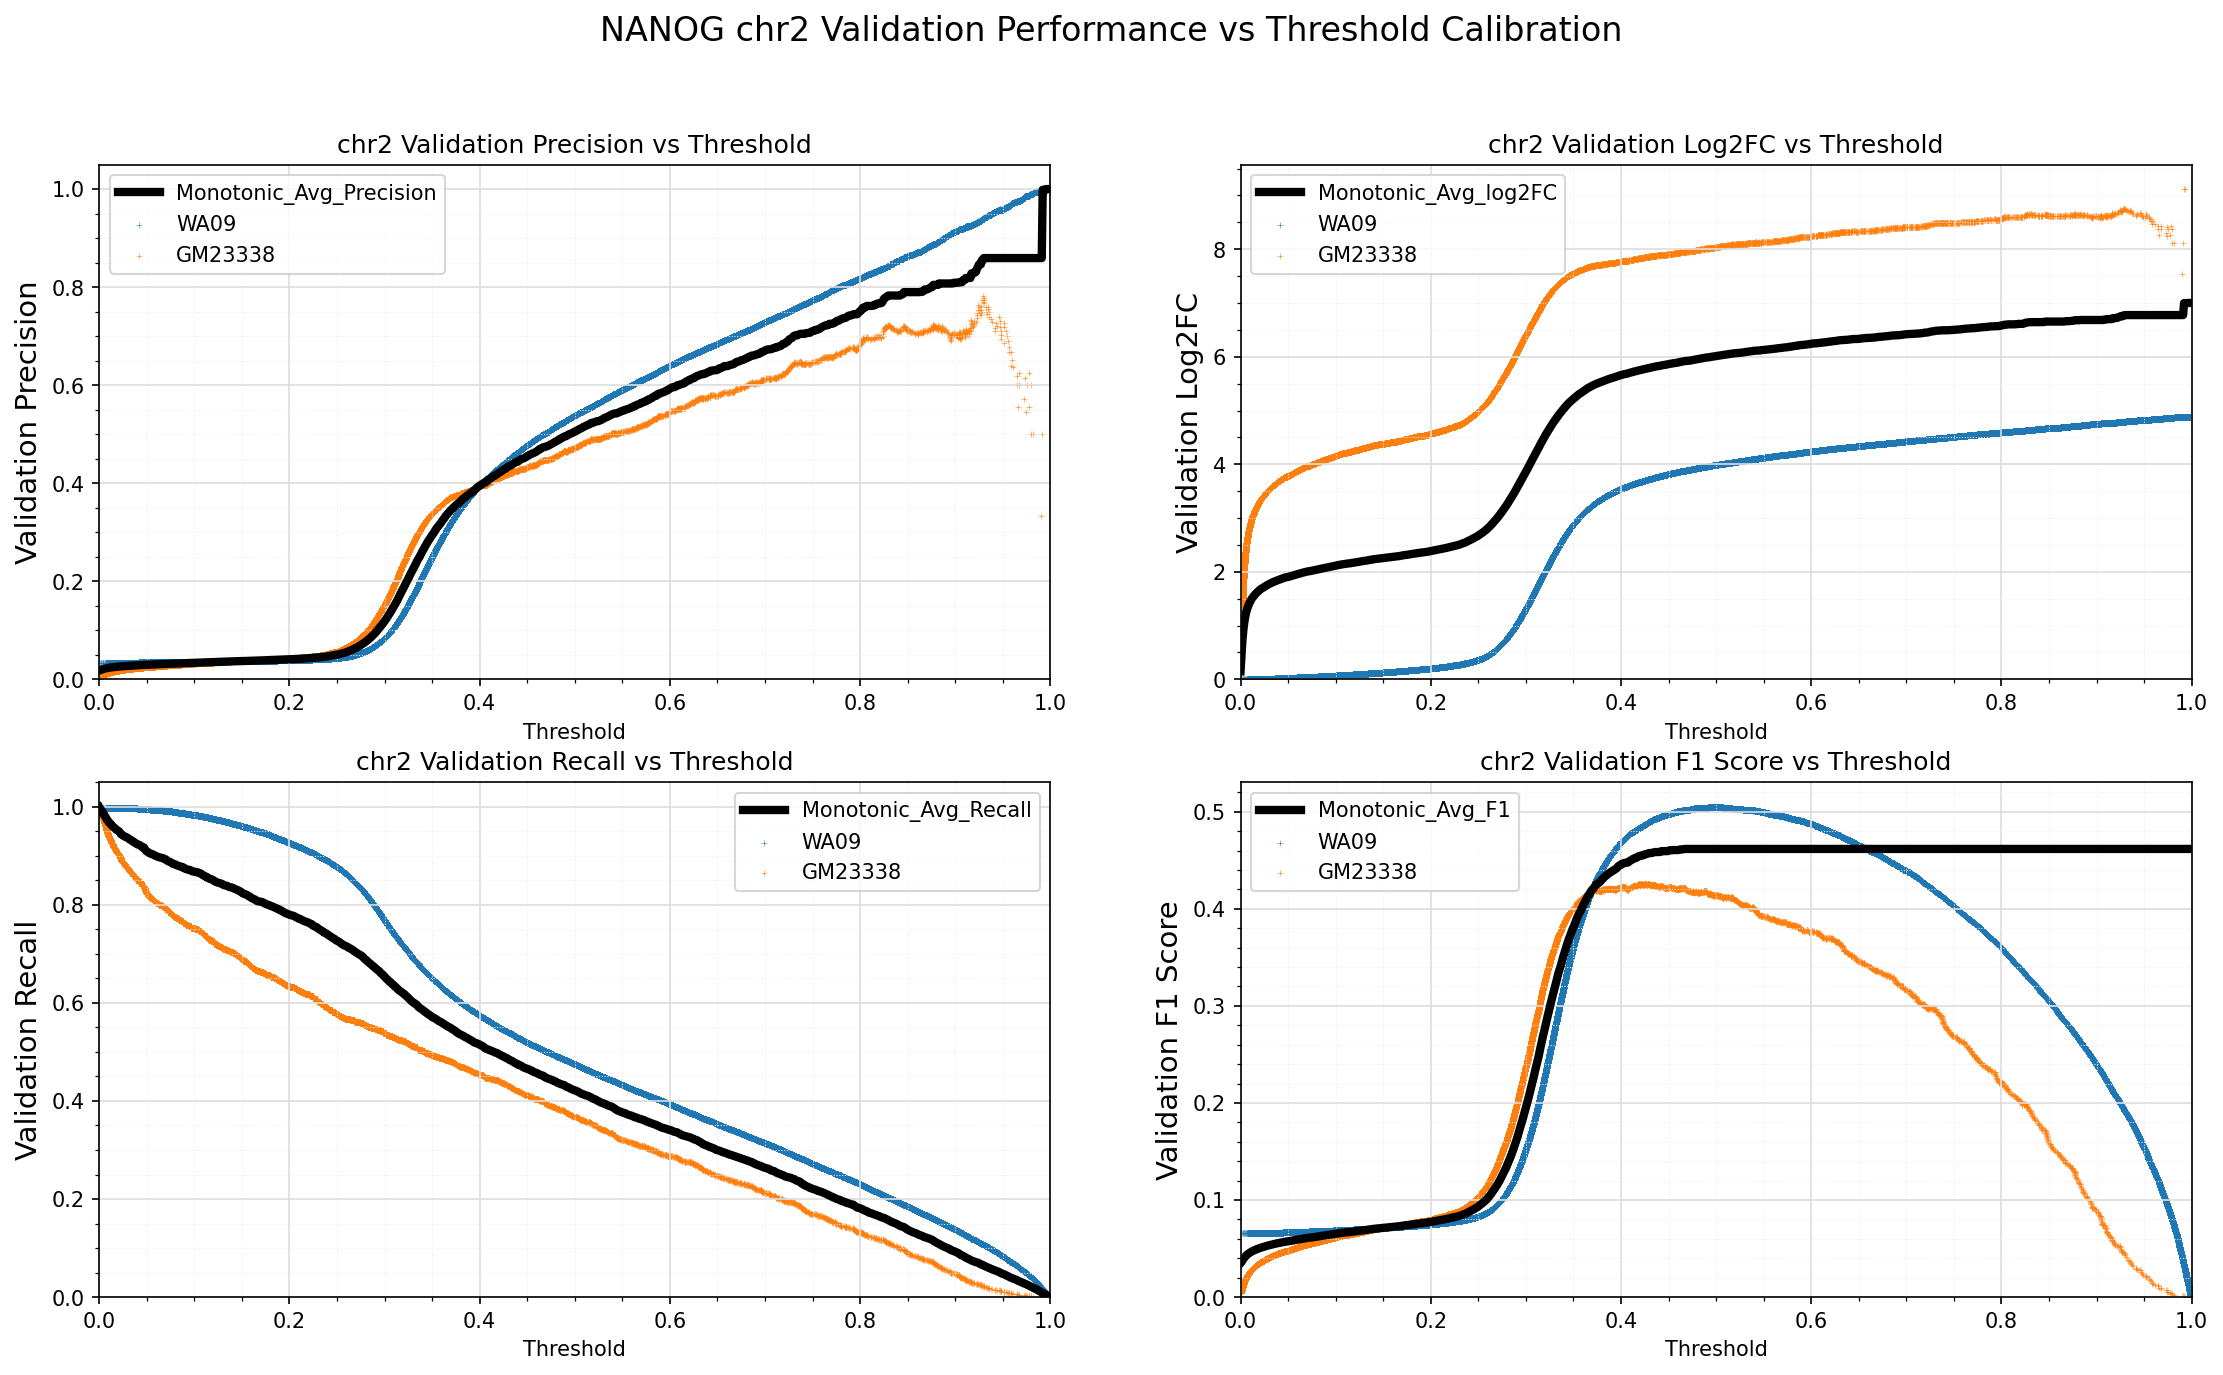 NANOG chr2 Validation Performance vs Threshold Calibration
chr2 Validation Precision vs Threshold
Validation Precision
1.0
0.8
0.6
0.4
0.2
0.0
Monotonic_Avg_Precision
WA09
GM23338
0.0 0.2 0.4 0.6 0.8 1.0
Threshold
chr2 Validation Log2FC vs Threshold
Validation Log2FC
8
6
4
2
0
Monotonic_Avg_log2FC
WA09
GM23338
0.0 0.2 0.4 0.6 0.8 1.0
Threshold
chr2 Validation Recall vs Threshold
Validation Recall
1.0
0.8
0.6
0.4
0.2
0.0
Monotonic_Avg_Recall
WA09
GM23338
0.0 0.2 0.4 0.6 0.8 1.0
Threshold
chr2 Validation F1 Score vs Threshold
Validation F1 Score
0.5
0.4
0.3
0.2
0.1
0.0
Monotonic_Avg_F1
WA09
GM23338
0.0 0.2 0.4 0.6 0.8 1.0
Threshold